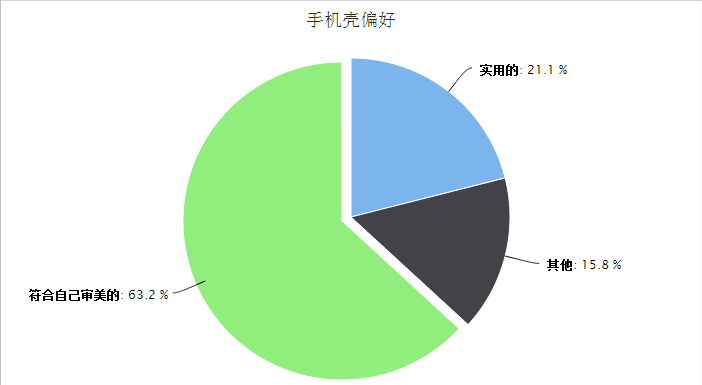 手机壳偏好
实用的: 21.1 %
其他: 15.8 %
符合自己审美的: 63.2 %